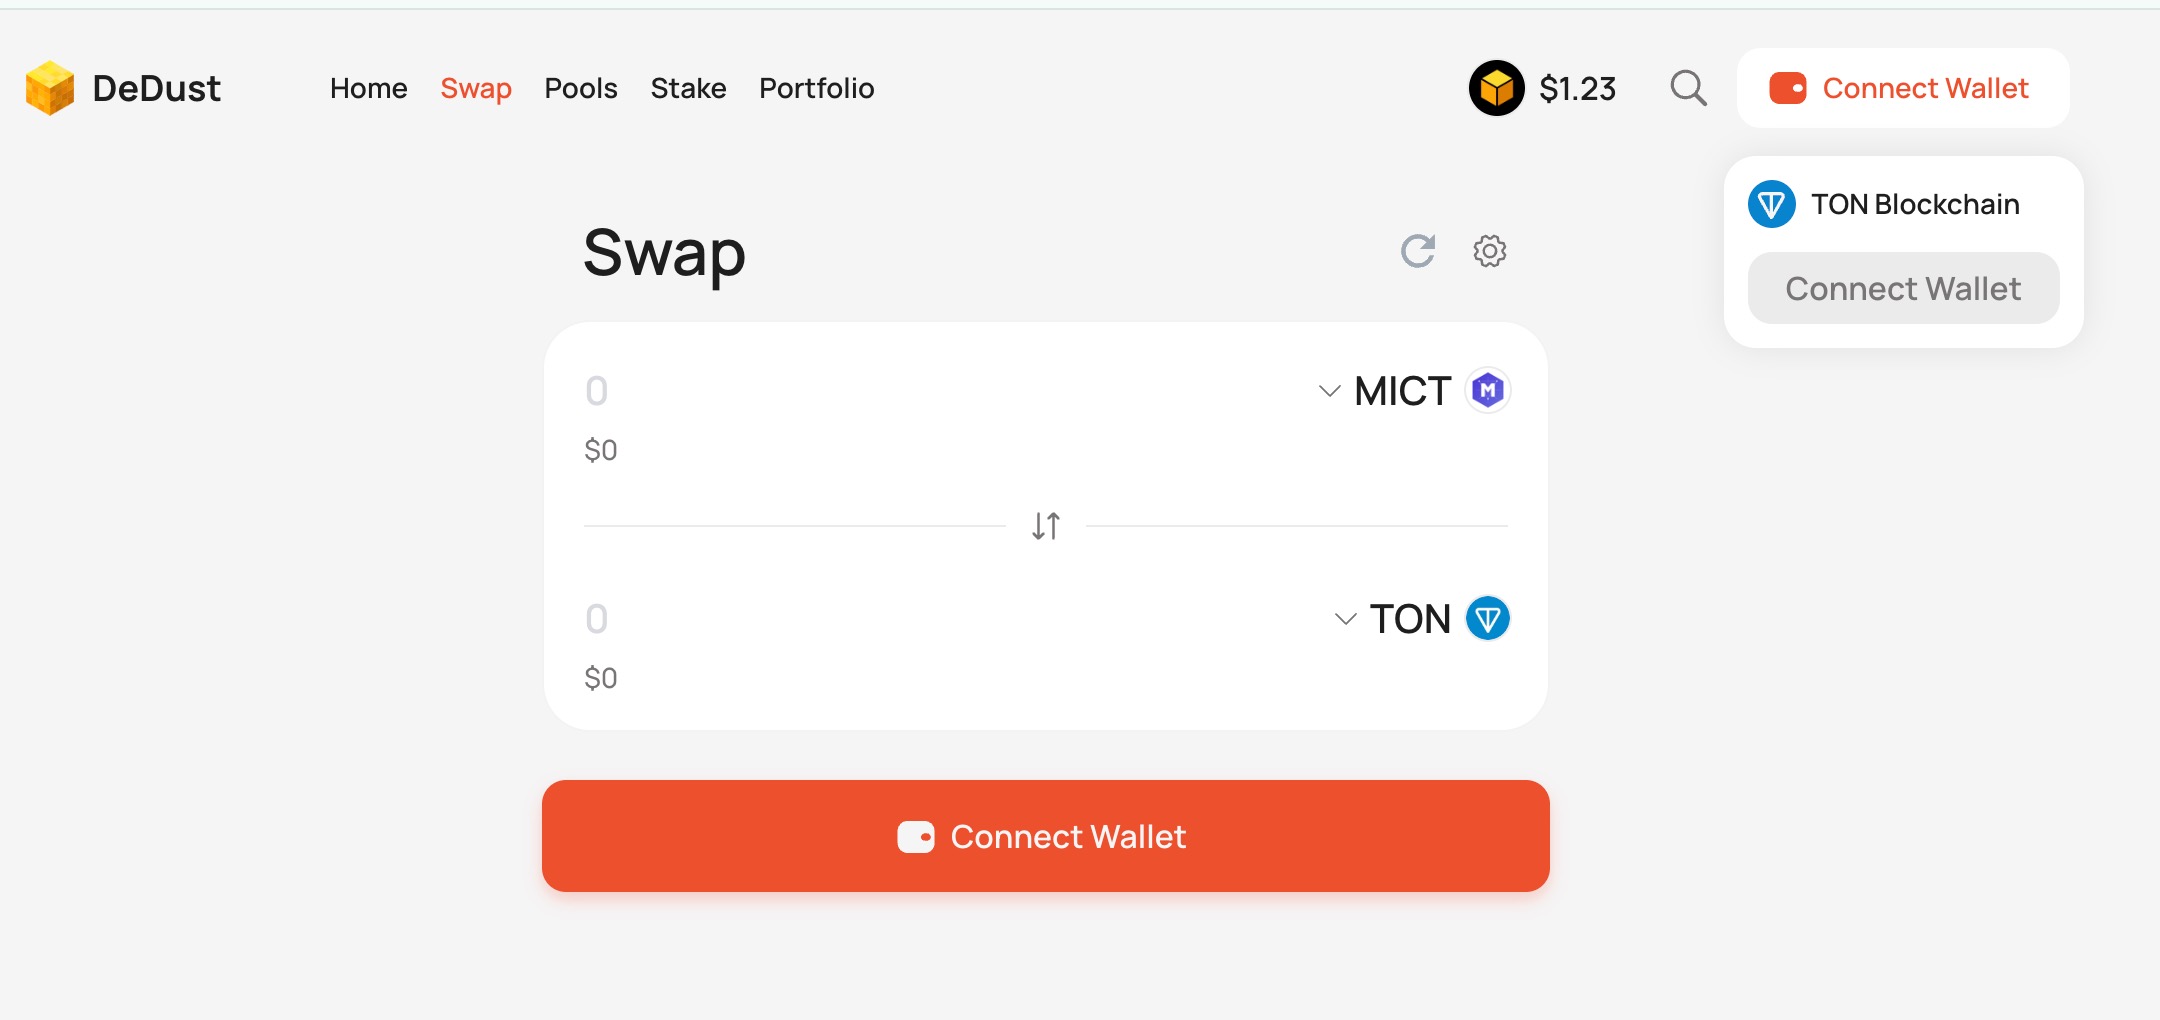 DeDust
Home Swap Pools Stake Portfolio
$1.23
Connect Wallet
TON Blockchain
Connect Wallet
Swap
0
MICT
M
$0
0
TON
$0
Connect Wallet